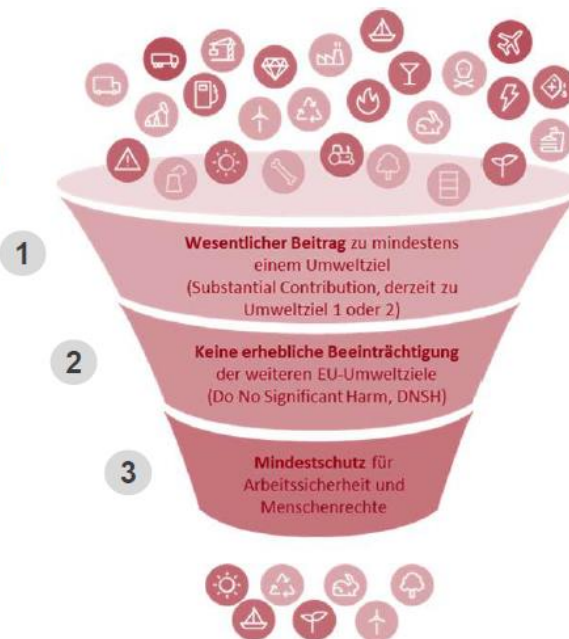 1
Wesentlicher Beitrag zu mindestens
einem Umweltziel
(Substantial Contribution, derzeit zu
Umweltziel 1 oder 2)
2
Keine erhebliche Beeinträchtigung
der weiteren EU-Umweltziele
(Do No Significant Harm, DNSH)
3
Mindestschutz für
Arbeitssicherheit und
Menschenrechte